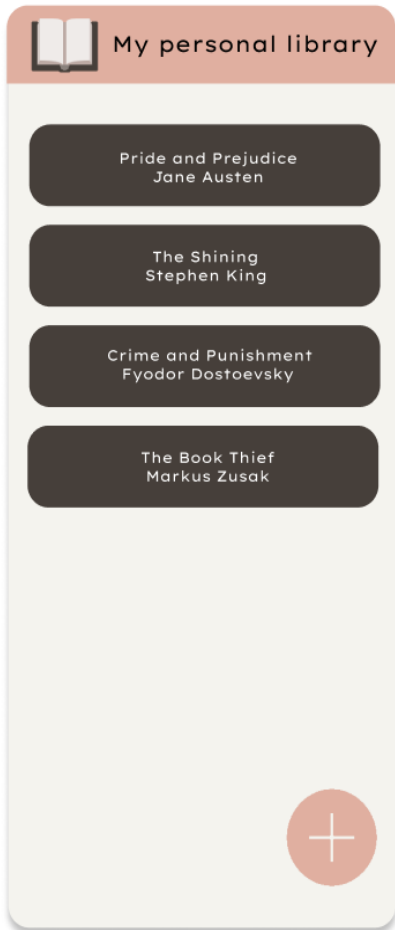 My personal library
Pride and Prejudice
Jane Austen
The Shining
Stephen King
Crime and Punishment
Fyodor Dostoevsky
The Book Thief
Markus Zusak